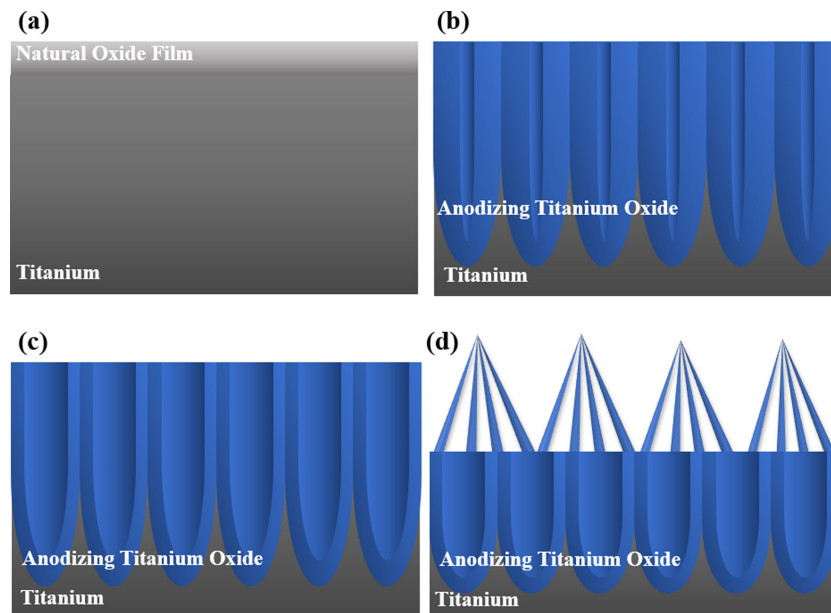 (a)
Natural Oxide Film
Titanium
(b)
Anodizing Titanium Oxide
Titanium
(c)
Anodizing Titanium Oxide
Titanium
(d)
Anodizing Titanium Oxide
Titanium